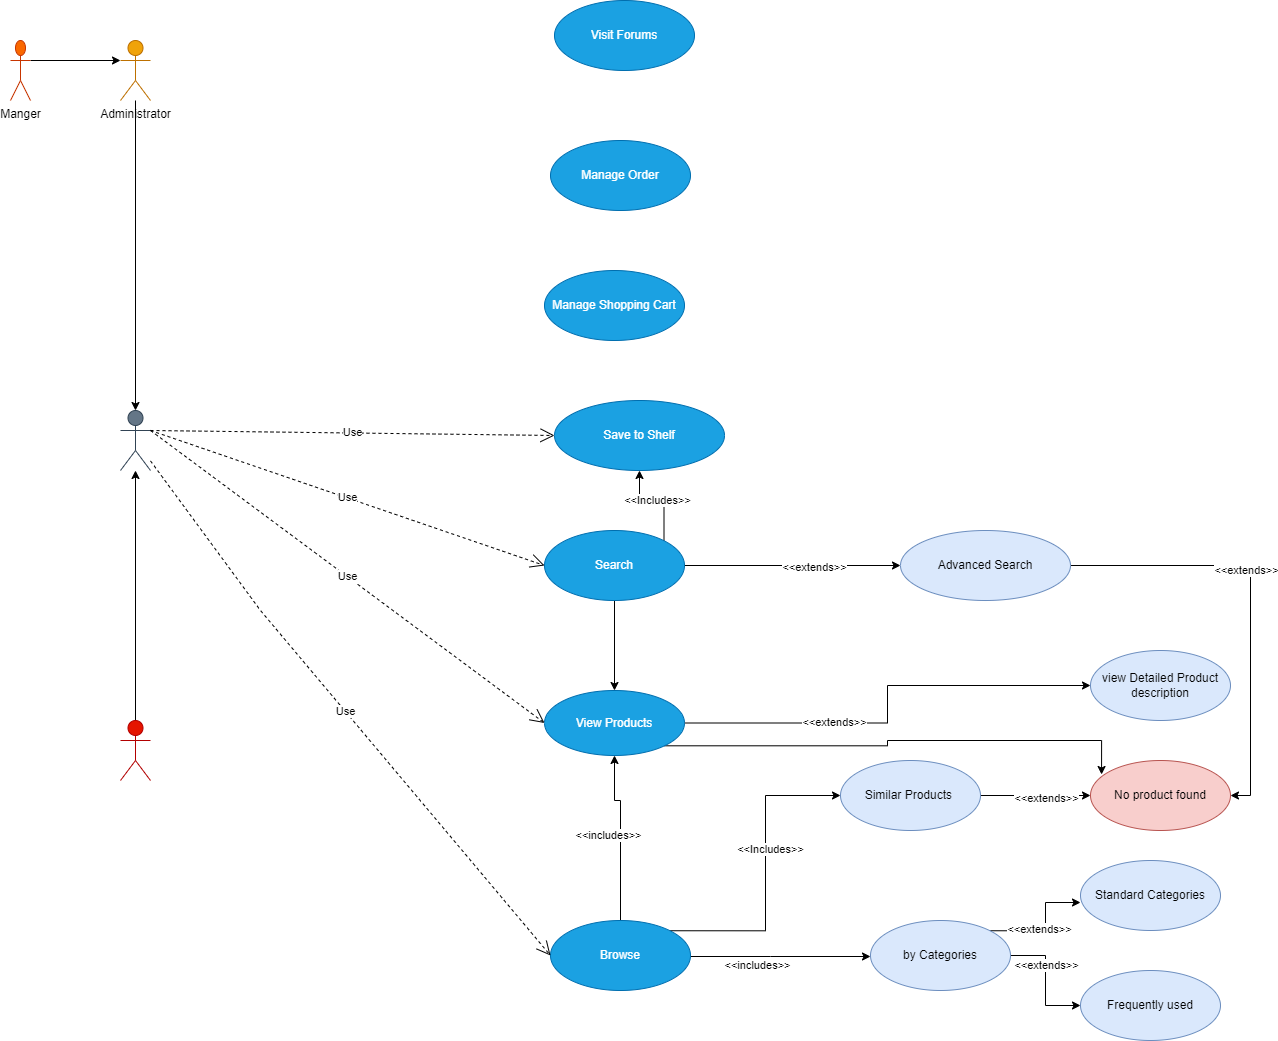 Visit Forums
Manger
Administrator
Manage Order
Manage Shopping Cart
Use
Save to Shelf
Use
<<Includes>>
Search
<<extends>>
Advanced Search
<<extends>>
Use
view Detailed Product
description
View Products
<<extends>>
Use
Similar Products
<<extends>>
No product found
<<includes>>
<<Includes>>
Standard Categories
<<extends>>
Browse
<<includes>>
by Categories
<<extends>>
Frequently used